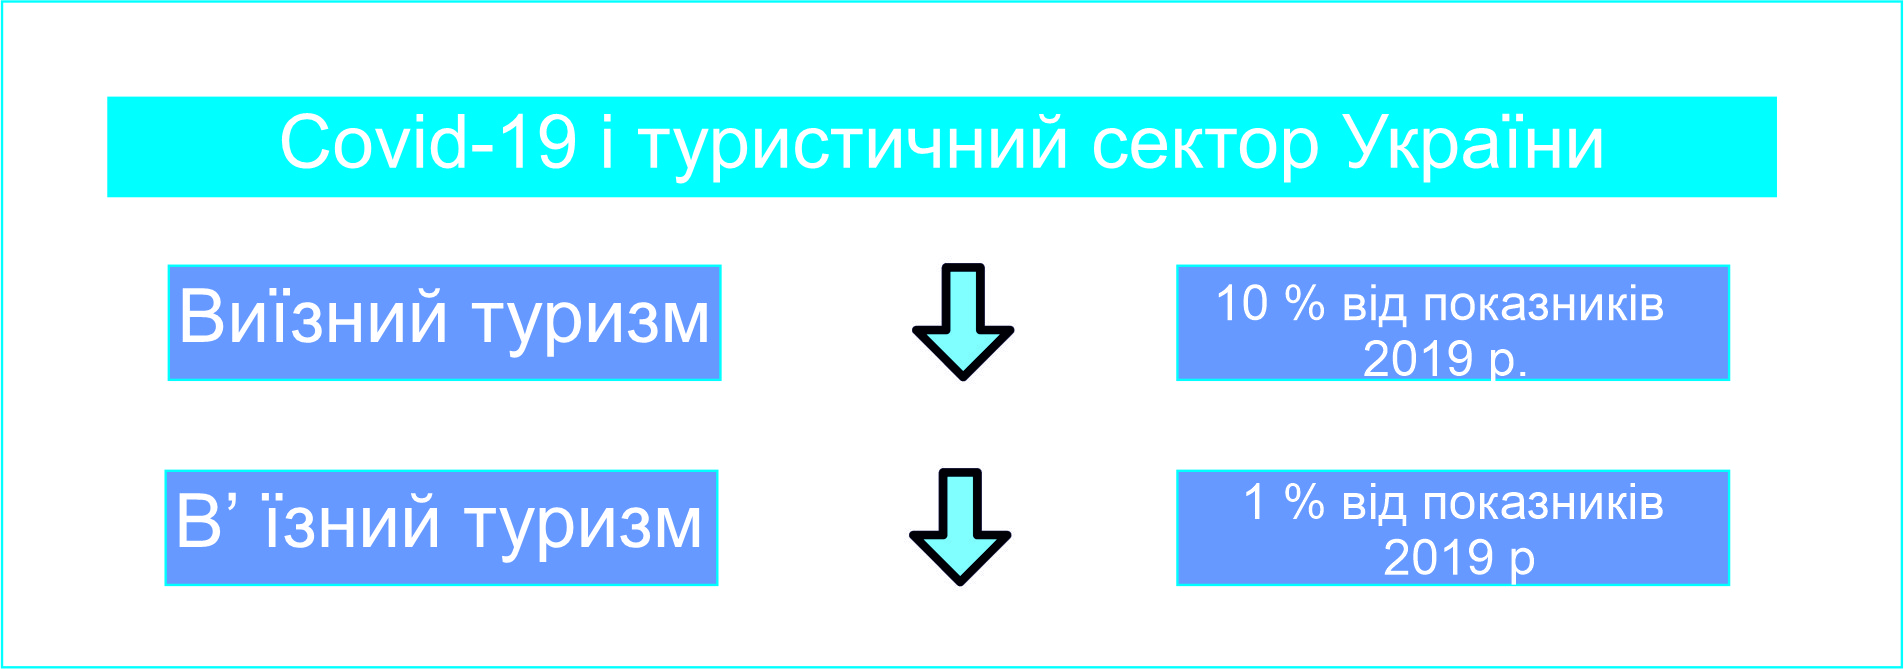 Covid-19 і туристичний сектор України
Виїзний туризм
10 % від показників
2019 р.
В’ їзний туризм
1 % від показників
2019 р